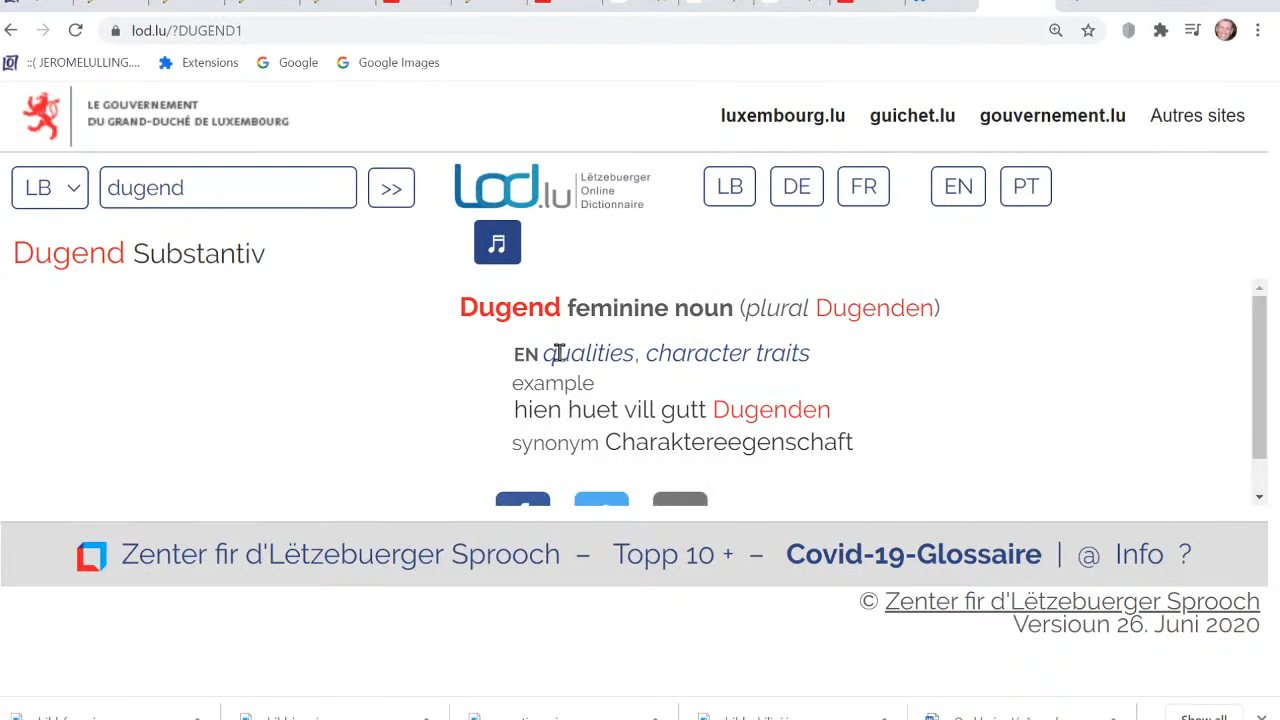 lod.lu/?DUGEND1
::( JEROMELULLING.... Extensions Google Google Images
LE GOUVERNEMENT
DU GRAND-DUCHÉ DE LUXEMBOURG
luxembourg.lu guichet.lu gouvernement.lu Autres sites
LB dugend >>
lod.lu
Lëtzebuerger
Online
Dictionnaire
LB DE FR EN PT
Dugend Substantiv
Dugend feminine noun (plural Dugenden)
EN qualities, character traits
example
hien huet vill gutt Dugenden
synonym Charaktereegenschaft
Zenter fir d'Lëtzebuerger Sprooch – Topp 10 + – Covid-19-Glossaire | @ Info ?
© Zenter fir d'Lëtzebuerger Sprooch
Versioun 26. Juni 2020
Show all